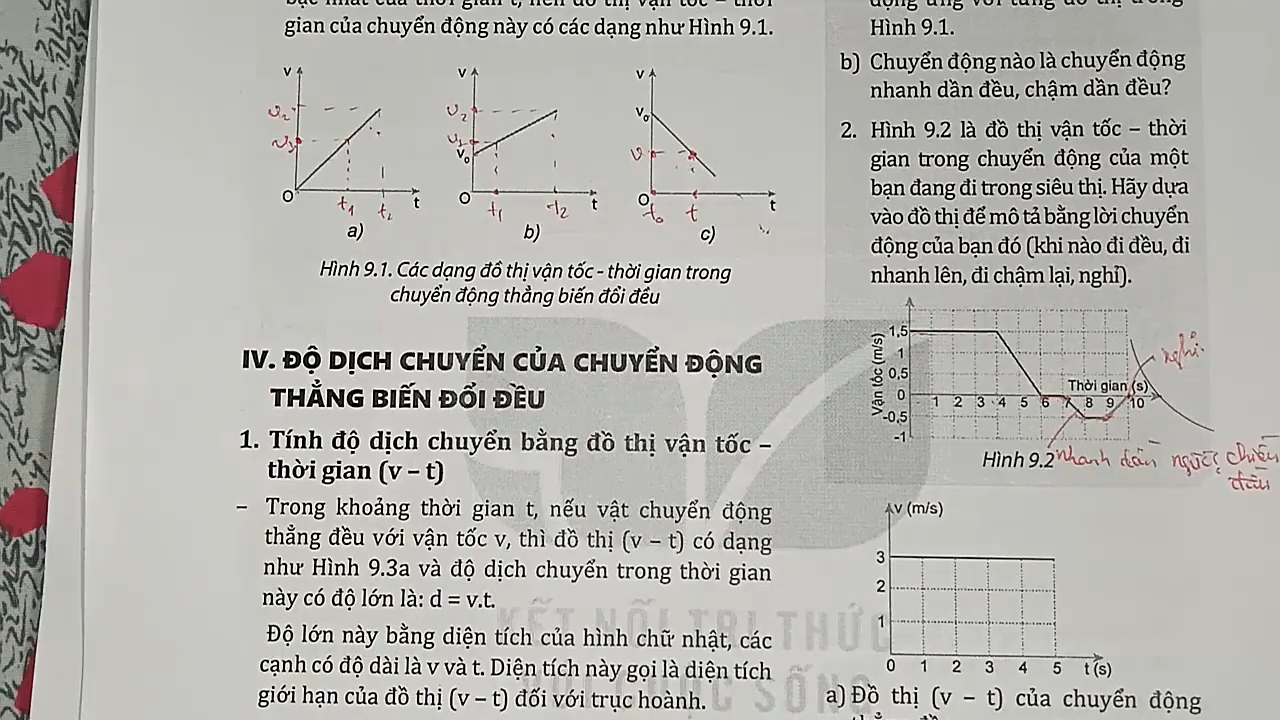 gian của chuyển động này có các dạng như Hình 9.1.
v
v₂
v₁
O
t₁
t₂
t
a)
v
v₂
v₁
v₀
O
t₁
t₂
t
b)
v
v₀
v
O
t₀
t
t
c)
Hình 9.1. Các dạng đồ thị vận tốc - thời gian trong
chuyển động thẳng biến đổi đều
IV. ĐỘ DỊCH CHUYỂN CỦA CHUYỂN ĐỘNG
THẲNG BIẾN ĐỔI ĐỀU
1. Tính độ dịch chuyển bằng đồ thị vận tốc –
thời gian (v – t)
– Trong khoảng thời gian t, nếu vật chuyển động
thẳng đều với vận tốc v, thì đồ thị (v – t) có dạng
như Hình 9.3a và độ dịch chuyển trong thời gian
này có độ lớn là: d = v.t.
Độ lớn này bằng diện tích của hình chữ nhật, các
cạnh có độ dài là v và t. Diện tích này gọi là diện tích
giới hạn của đồ thị (v – t) đối với trục hoành.
KẾT NỐI TRI THỨC
SỐNG
Hình 9.1.
b) Chuyển động nào là chuyển động
nhanh dần đều, chậm dần đều?
2. Hình 9.2 là đồ thị vận tốc – thời
gian trong chuyển động của một
bạn đang đi trong siêu thị. Hãy dựa
vào đồ thị để mô tả bằng lời chuyển
động của bạn đó (khi nào đi đều, đi
nhanh lên, đi chậm lại, nghỉ).
Vận tốc (m/s)
1,5
1
0,5
0
-0,5
-1
Thời gian (s)
1 2 3 4 5 6 7 8 9 10
nghỉ.
Hình 9.2
nhanh dần ngược chiều
dần
v (m/s)
3
2
1
0 1 2 3 4 5 t (s)
a) Đồ thị (v – t) của chuyển động